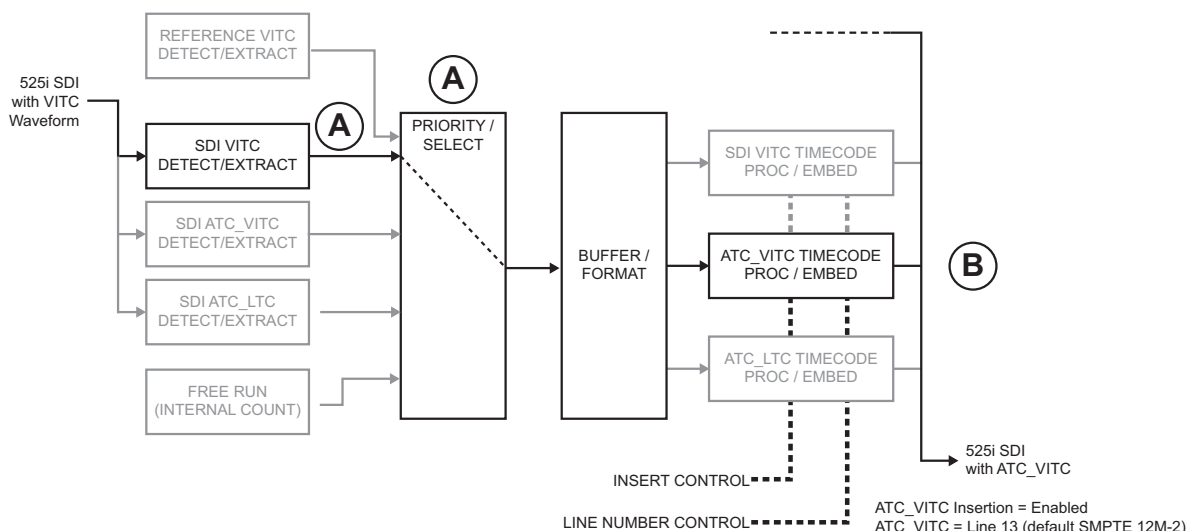 REFERENCE VITC
DETECT/EXTRACT
525i SDI
with VITC
Waveform
A
A
SDI VITC
DETECT/EXTRACT
PRIORITY /
SELECT
SDI ATC_VITC
DETECT/EXTRACT
SDI ATC_LTC
DETECT/EXTRACT
FREE RUN
(INTERNAL COUNT)
BUFFER /
FORMAT
SDI VITC TIMECODE
PROC / EMBED
ATC_VITC TIMECODE
PROC / EMBED
B
ATC_LTC TIMECODE
PROC / EMBED
525i SDI
with ATC_VITC
INSERT CONTROL
LINE NUMBER CONTROL
ATC_VITC Insertion = Enabled
ATC_VITC = Line 13 (default SMPTE 12M-2)